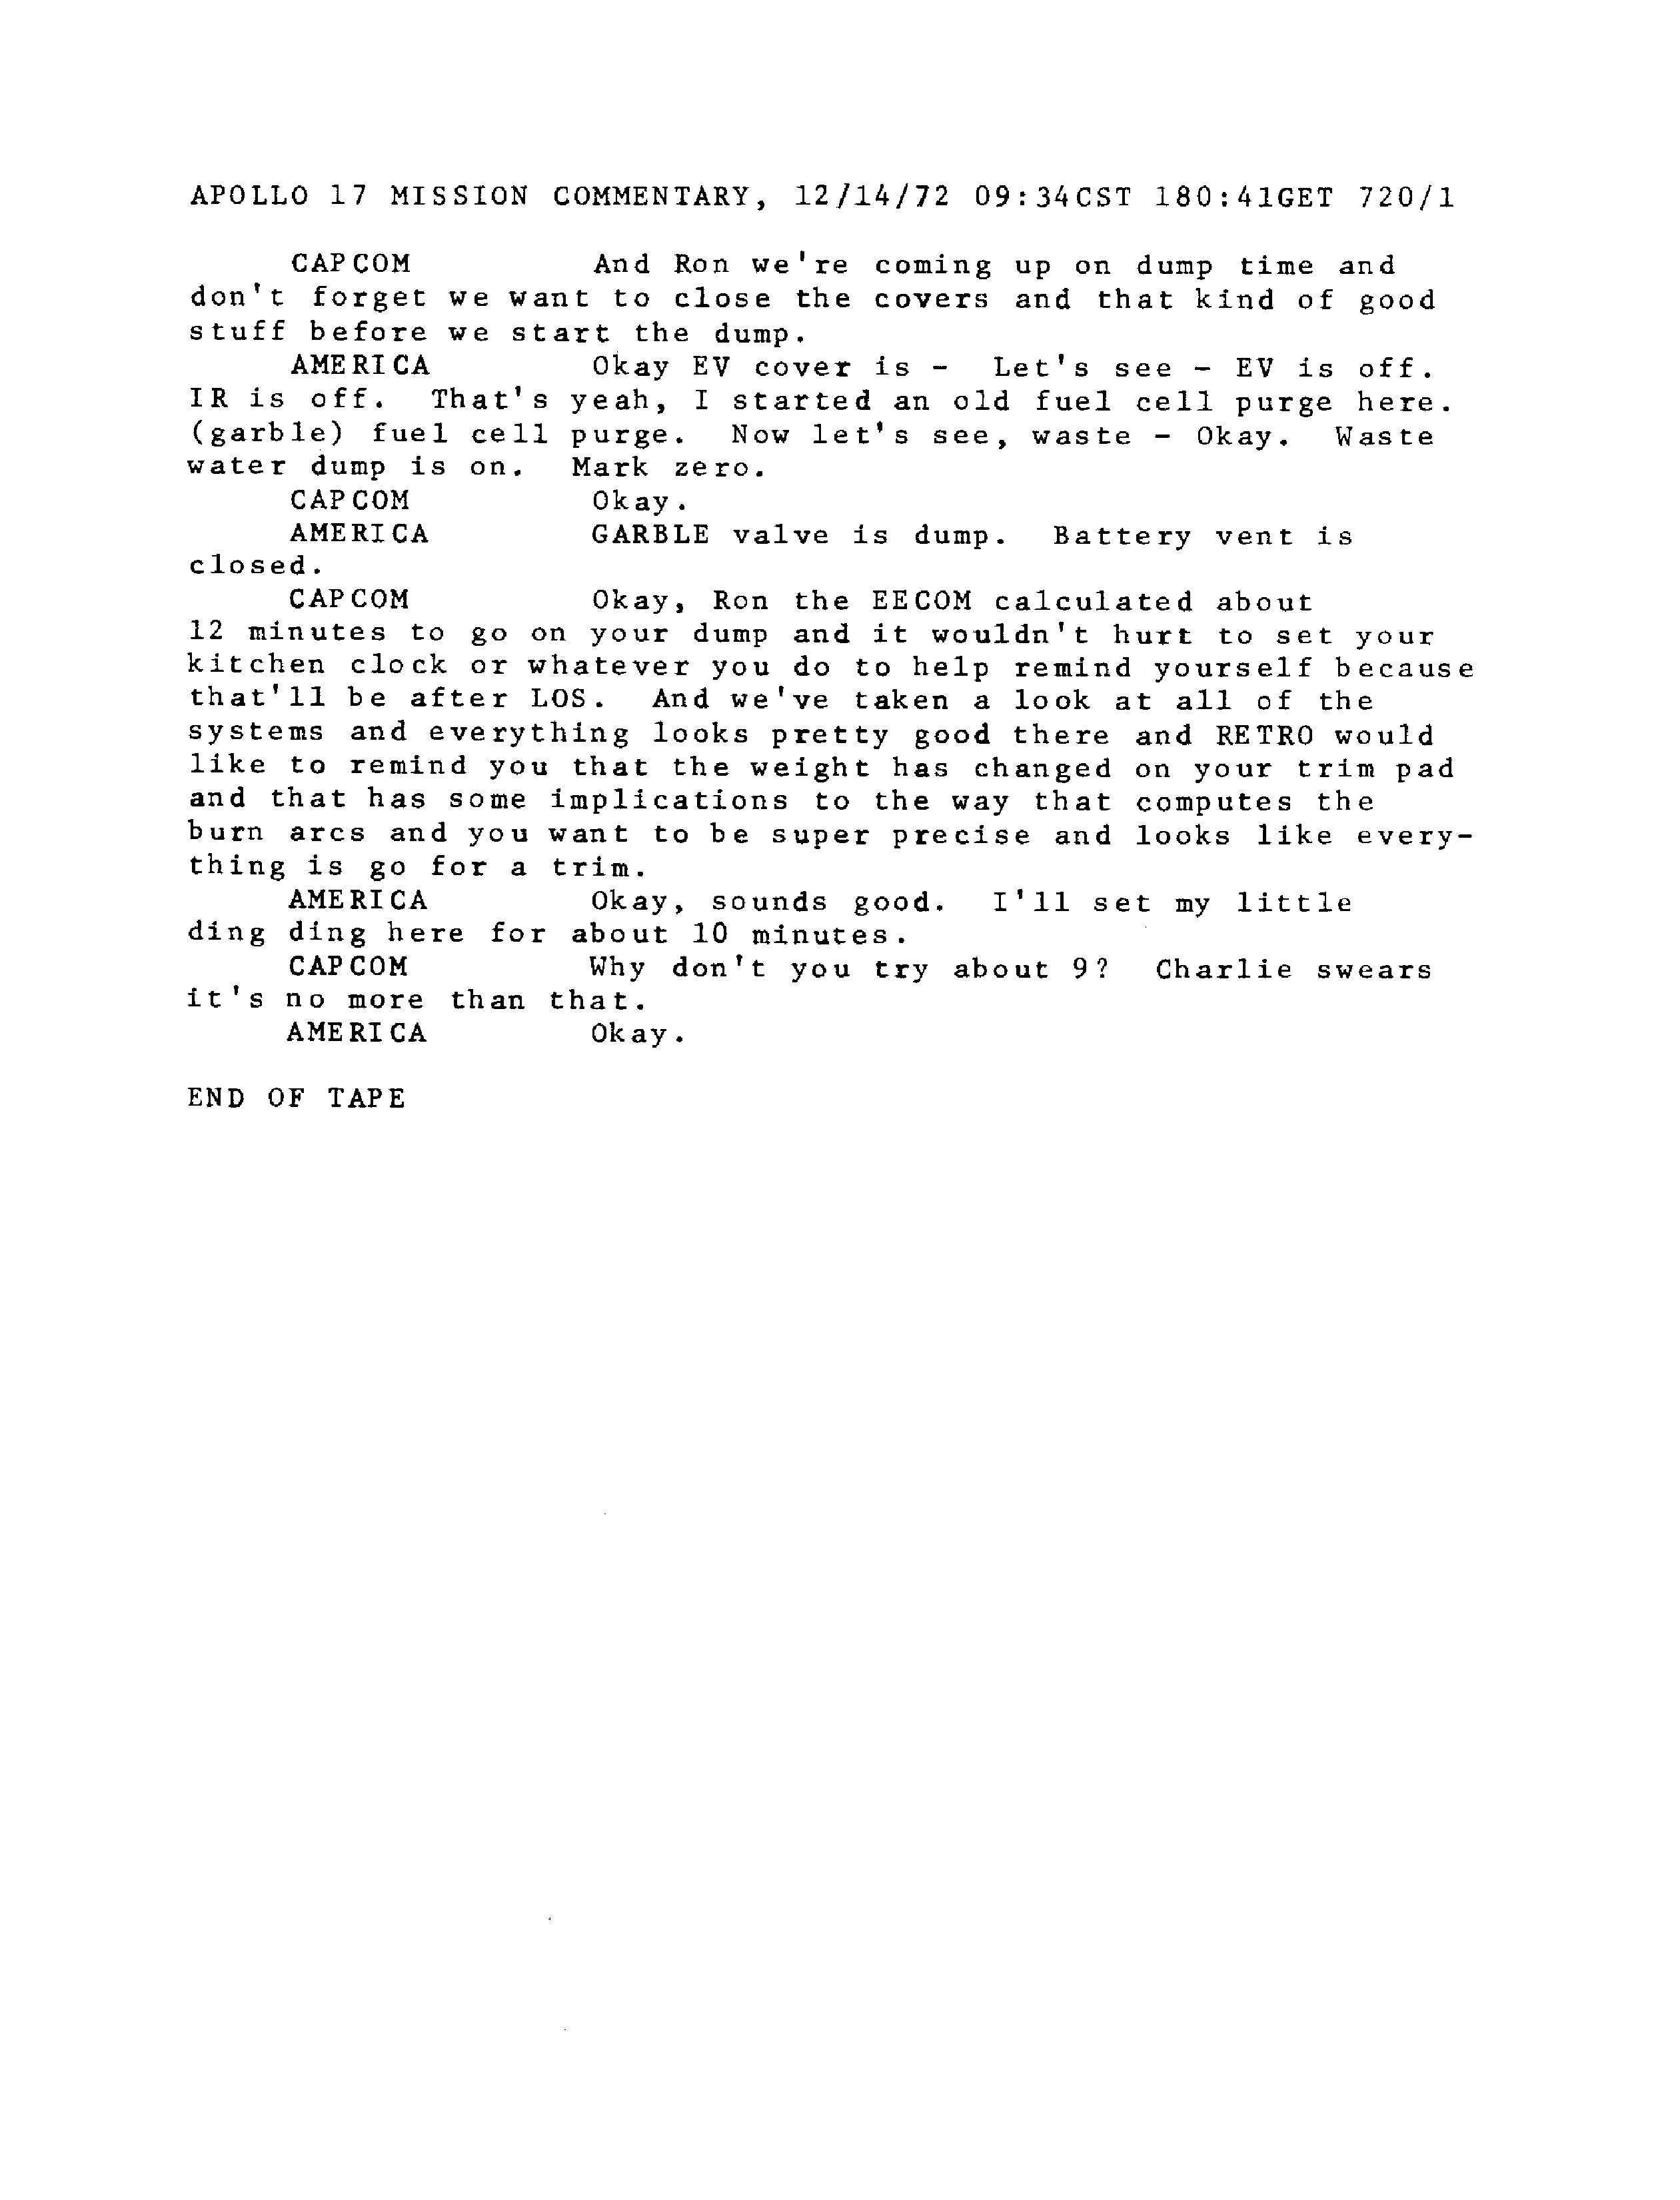 APOLLO 17 MISSION COMMENTARY, 12/14/72 09:34CST 180:41GET 720/1
CAPCOM And Ron we're coming up on dump time and
don't forget we want to close the covers and that kind of good
stuff before we start the dump.
AMERICA Okay EV cover is - Let's see - EV is off.
IR is off. That's yeah, I started an old fuel cell purge here.
(garble) fuel cell purge. Now let's see, waste - Okay. Waste
water dump is on. Mark zero.
CAPCOM Okay.
AMERICA GARBLE valve is dump. Battery vent is
closed.
CAPCOM Okay, Ron the EECOM calculated about
12 minutes to go on your dump and it wouldn't hurt to set your
kitchen clock or whatever you do to help remind yourself because
that'll be after LOS. And we've taken a look at all of the
systems and everything looks pretty good there and RETRO would
like to remind you that the weight has changed on your trim pad
and that has some implications to the way that computes the
burn arcs and you want to be super precise and looks like every-
thing is go for a trim.
AMERICA Okay, sounds good. I'll set my little
ding ding here for about 10 minutes.
CAPCOM Why don't you try about 9? Charlie swears
it's no more than that.
AMERICA Okay.
END OF TAPE